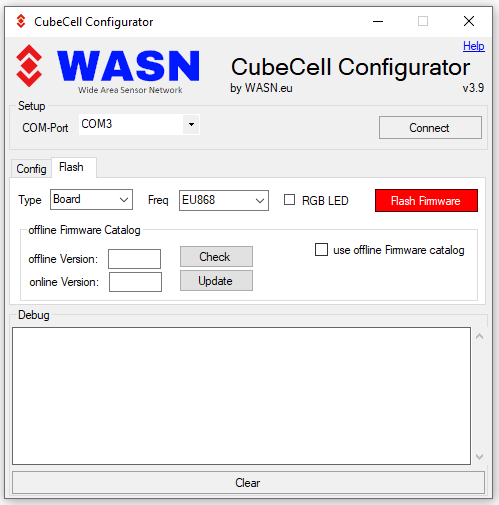 CubeCell Configurator
Help
WASN
Wide Area Sensor Network
CubeCell Configurator
by WASN.eu
v3.9
Setup
COM-Port COM3 Connect
Config Flash
Type Board Freq EU868 RGB LED Flash Firmware
offline Firmware Catalog
offline Version: Check use offline Firmware catalog
online Version: Update
Debug
Clear